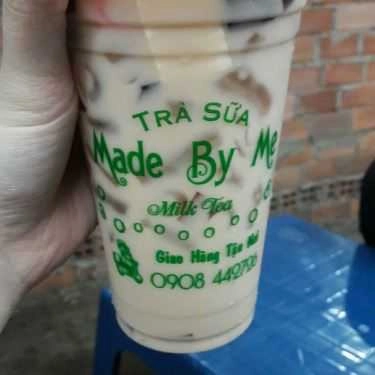 TRÀ SỮA
Made By Me
Milk Tea
Giao Hàng Tận Nơi
0908 449706